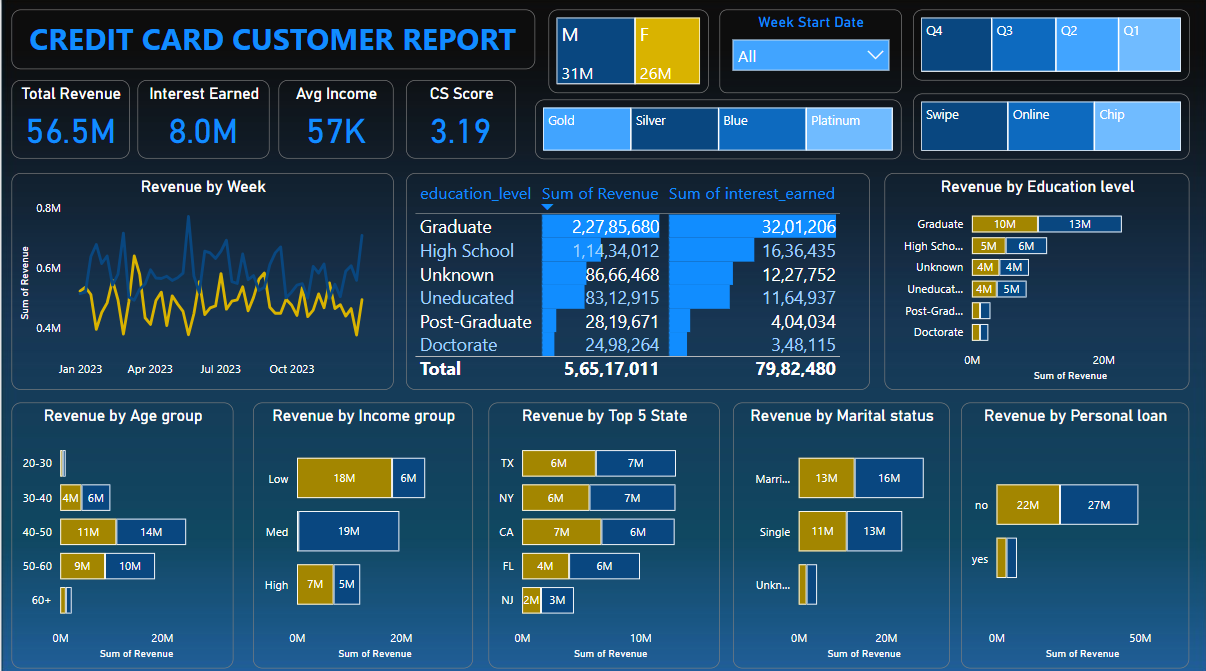 CREDIT CARD CUSTOMER REPORT
M
31M
F
26M
Week Start Date
All
Q4
Q3
Q2
Q1
Total Revenue
56.5M
Interest Earned
8.0M
Avg Income
57K
CS Score
3.19
Gold
Silver
Blue
Platinum
Swipe
Online
Chip
Revenue by Week
Sum of Revenue
0.8M
0.6M
0.4M
Jan 2023 Apr 2023 Jul 2023 Oct 2023
education_level Sum of Revenue Sum of interest_earned
Graduate 2,27,85,680 32,01,206
High School 1,14,34,012 16,36,435
Unknown 86,66,468 12,27,752
Uneducated 83,12,915 11,64,937
Post-Graduate 28,19,671 4,04,034
Doctorate 24,98,264 3,48,115
Total 5,65,17,011 79,82,480
Revenue by Education level
Graduate 10M 13M
High Scho... 5M 6M
Unknown 4M 4M
Uneducat... 4M 5M
Post-Grad...
Doctorate
0M 20M
Sum of Revenue
Revenue by Age group
20-30
30-40 4M 6M
40-50 11M 14M
50-60 9M 10M
60+
0M 20M
Sum of Revenue
Revenue by Income group
Low 18M 6M
Med 19M
High 7M 5M
0M 20M
Sum of Revenue
Revenue by Top 5 State
TX 6M 7M
NY 6M 7M
CA 7M 6M
FL 4M 6M
NJ 2M 3M
0M 10M
Sum of Revenue
Revenue by Marital status
Marri... 13M 16M
Single 11M 13M
Unkn...
0M 20M
Sum of Revenue
Revenue by Personal loan
no 22M 27M
yes
0M 50M
Sum of Revenue